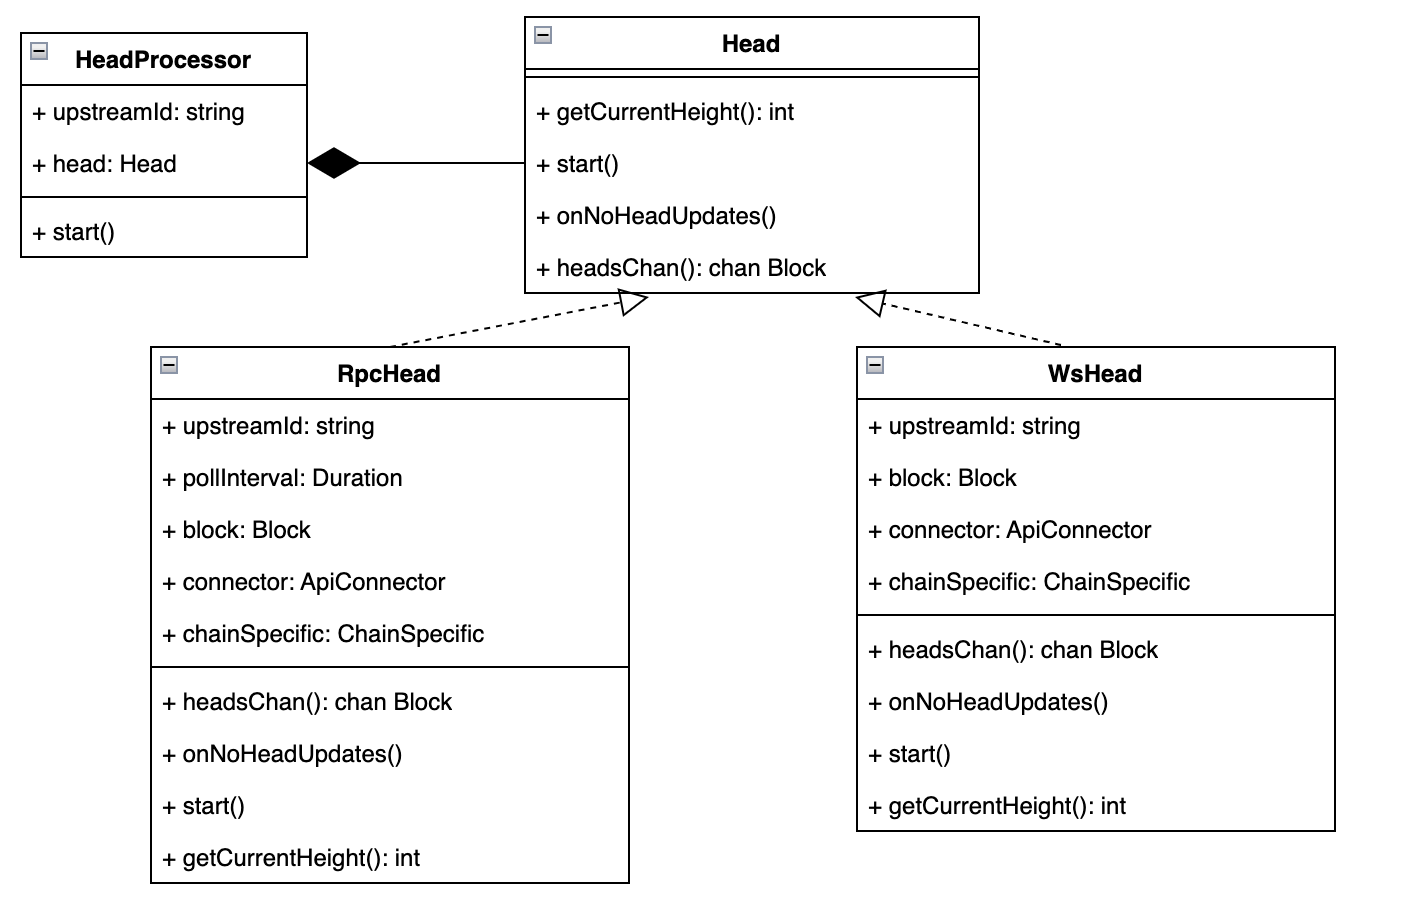 HeadProcessor
+ upstreamId: string
+ head: Head
+ start()
Head
+ getCurrentHeight(): int
+ start()
+ onNoHeadUpdates()
+ headsChan(): chan Block
RpcHead
+ upstreamId: string
+ pollInterval: Duration
+ block: Block
+ connector: ApiConnector
+ chainSpecific: ChainSpecific
+ headsChan(): chan Block
+ onNoHeadUpdates()
+ start()
+ getCurrentHeight(): int
WsHead
+ upstreamId: string
+ block: Block
+ connector: ApiConnector
+ chainSpecific: ChainSpecific
+ headsChan(): chan Block
+ onNoHeadUpdates()
+ start()
+ getCurrentHeight(): int